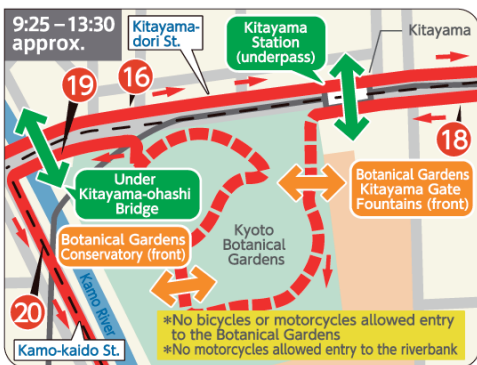 9:25 – 13:30
approx.
Kitayama-
dori St.
Kitayama
Station
(underpass)
Kitayama
19
16
18
Under
Kitayama-ohashi
Bridge
Botanical Gardens
Kitayama Gate
Fountains (front)
Botanical Gardens
Conservatory (front)
Kyoto
Botanical
Gardens
20
Kamo River
Kamo-kaido St.
*No bicycles or motorcycles allowed entry
to the Botanical Gardens
*No motorcycles allowed entry to the riverbank